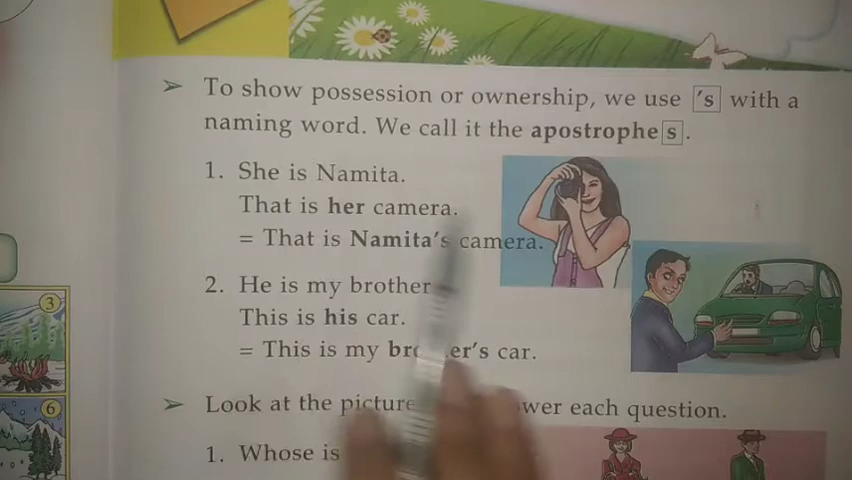 ➢ To show possession or ownership, we use 's with a
naming word. We call it the apostrophe s.
1. She is Namita.
That is her camera.
= That is Namita's camera.
2. He is my brother
This is his car.
= This is my br er's car.
➢ Look at the picture wer each question.
1. Whose is
3
6